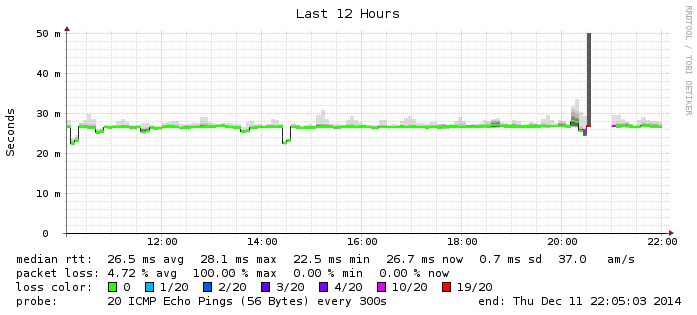 Last 12 Hours
RRDTOOL / TOBI OETIKER
50 m
40 m
30 m
20 m
10 m
0
Seconds
12:00 14:00 16:00 18:00 20:00 22:00
median rtt: 26.5 ms avg 28.1 ms max 22.5 ms min 26.7 ms now 0.7 ms sd 37.0 am/s
packet loss: 4.72 % avg 100.00 % max 0.00 % min 0.00 % now
loss color: 0 1/20 2/20 3/20 4/20 10/20 19/20
probe: 20 ICMP Echo Pings (56 Bytes) every 300s end: Thu Dec 11 22:05:03 2014